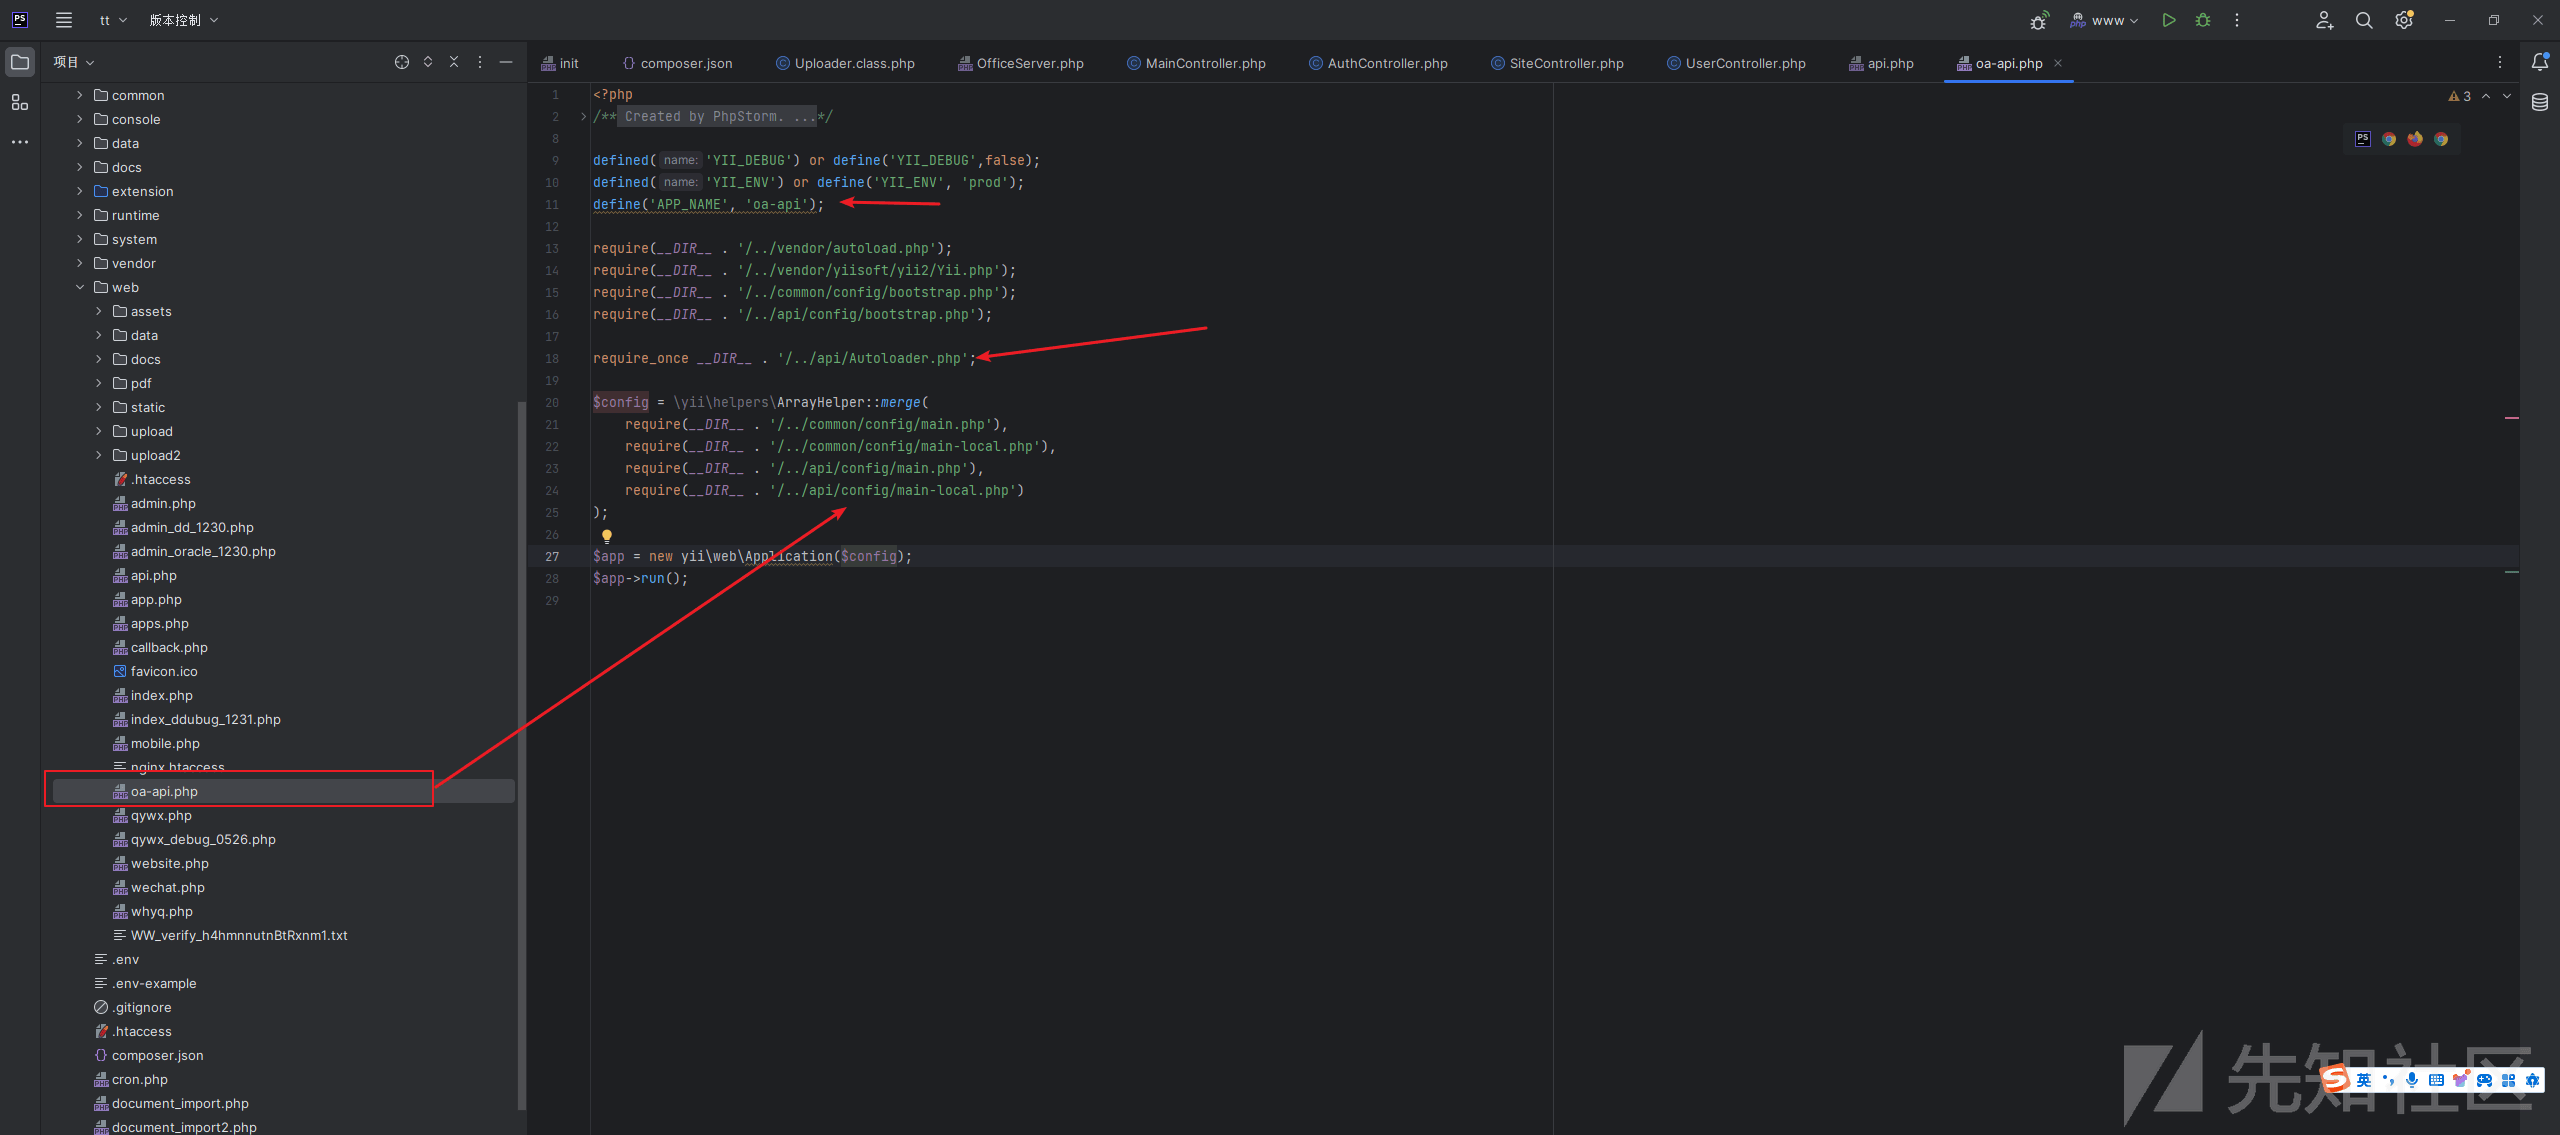 PS tt 版本控制 php www
项目
common
console
data
docs
extension
runtime
system
vendor
web
assets
data
docs
pdf
static
upload
upload2
.htaccess
admin.php
admin_dd_1230.php
admin_oracle_1230.php
api.php
app.php
apps.php
callback.php
favicon.ico
index.php
index_ddubug_1231.php
mobile.php
nginx.htaccess
oa-api.php
qywx.php
qywx_debug_0526.php
website.php
wechat.php
whyq.php
WW_verify_h4hmnnutnBtRxnm1.txt
.env
.env-example
.gitignore
.htaccess
composer.json
cron.php
document_import.php
document_import2.php
init composer.json Uploader.class.php OfficeServer.php MainController.php AuthController.php SiteController.php UserController.php api.php oa-api.php
3
PS
1 <?php
2 /** Created by PhpStorm. ...*/
8
9 defined( name: 'YII_DEBUG') or define('YII_DEBUG',false);
10 defined( name: 'YII_ENV') or define('YII_ENV', 'prod');
11 define('APP_NAME', 'oa-api');
12
13 require(__DIR__ . '/../vendor/autoload.php');
14 require(__DIR__ . '/../vendor/yiisoft/yii2/Yii.php');
15 require(__DIR__ . '/../common/config/bootstrap.php');
16 require(__DIR__ . '/../api/config/bootstrap.php');
17
18 require_once __DIR__ . '/../api/Autoloader.php';
19
20 $config = \yii\helpers\ArrayHelper::merge(
21 require(__DIR__ . '/../common/config/main.php'),
22 require(__DIR__ . '/../common/config/main-local.php'),
23 require(__DIR__ . '/../api/config/main.php'),
24 require(__DIR__ . '/../api/config/main-local.php')
25 );
26
27 $app = new yii\web\Application($config);
28 $app->run();
29
先知社区
英